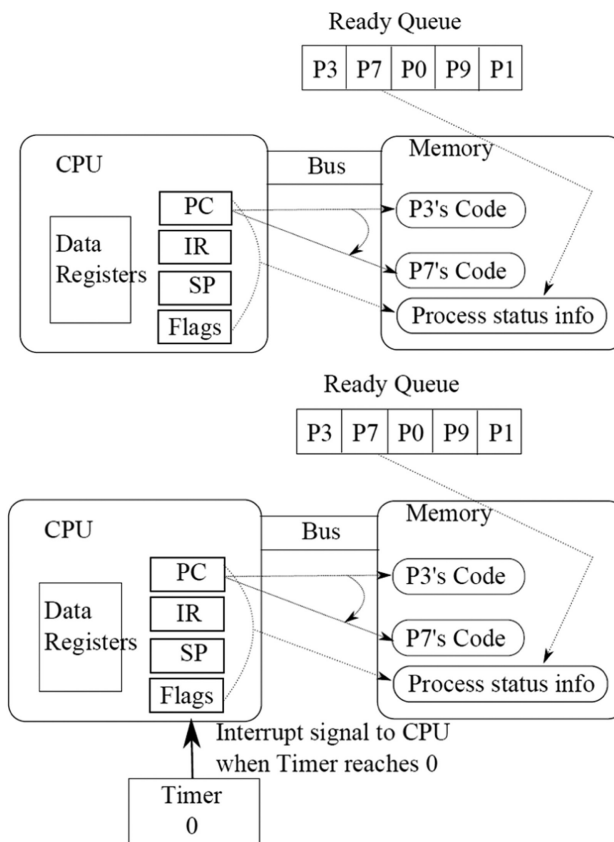 Ready Queue
P3 P7 P0 P9 P1
CPU
Bus
Memory
PC
IR
SP
Flags
Data
Registers
P3's Code
P7's Code
Process status info
Ready Queue
P3 P7 P0 P9 P1
CPU
Bus
Memory
PC
IR
SP
Flags
Data
Registers
P3's Code
P7's Code
Process status info
Interrupt signal to CPU
when Timer reaches 0
Timer
0